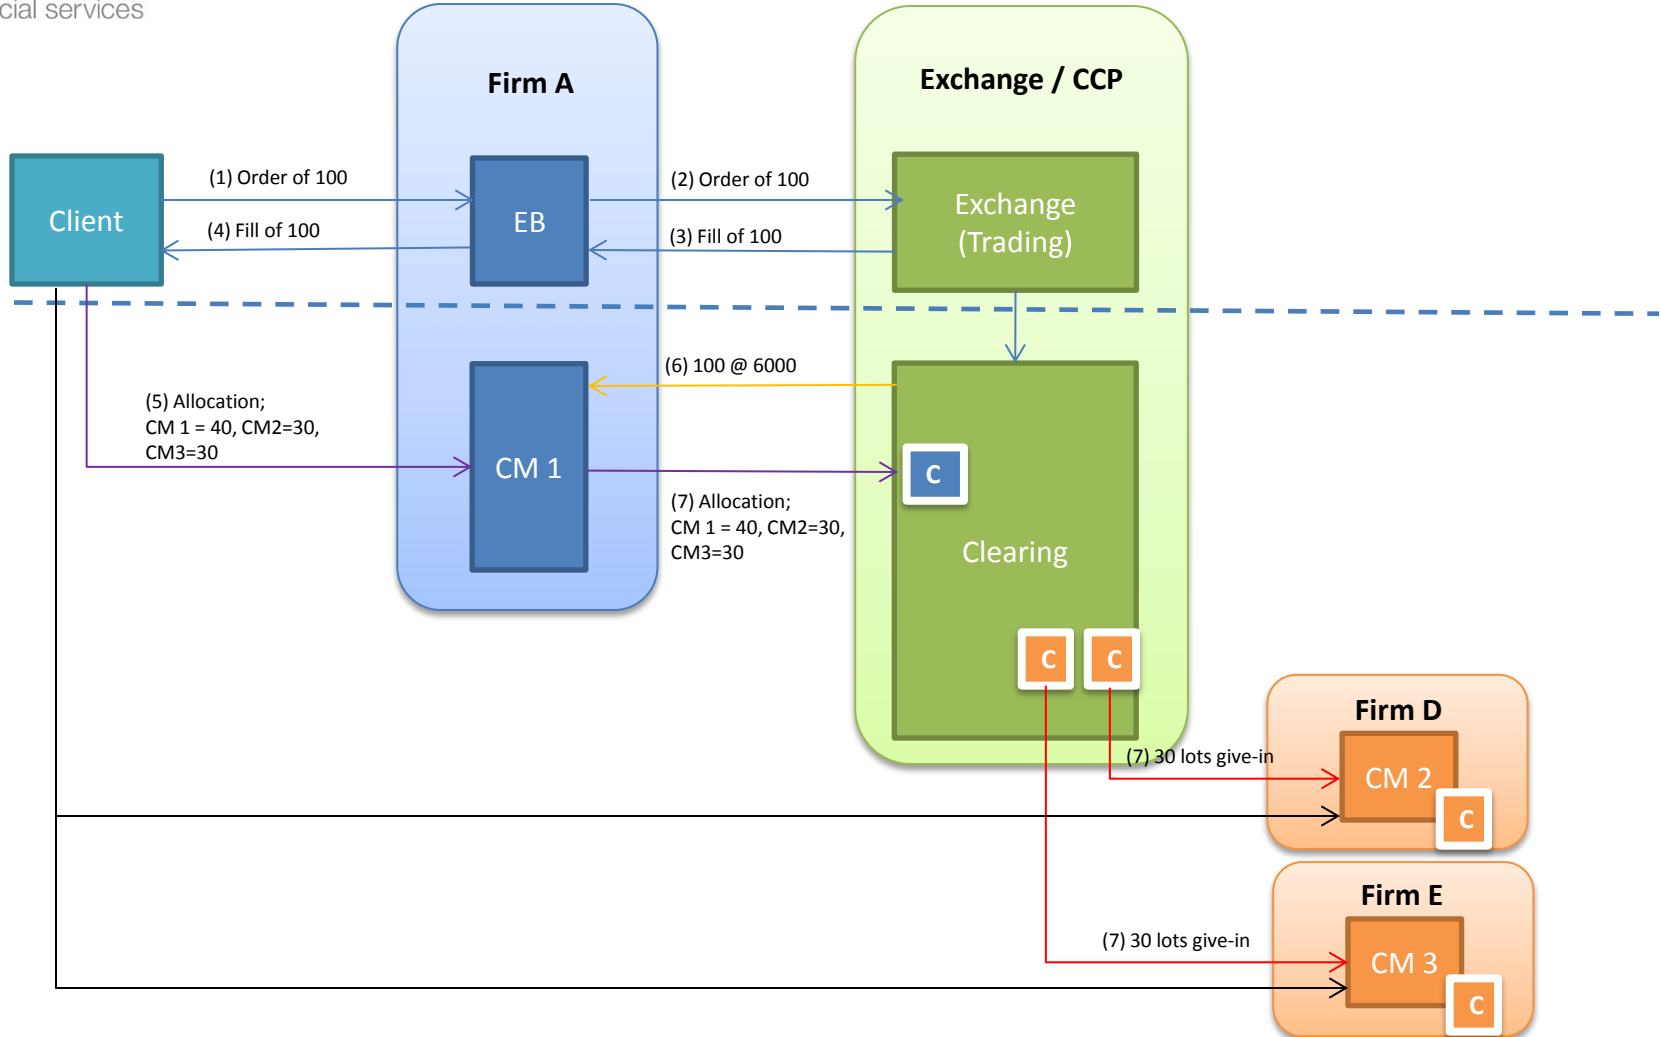 cial services
Firm A
Exchange / CCP
(1) Order of 100
(2) Order of 100
Client
EB
Exchange
(Trading)
(4) Fill of 100
(3) Fill of 100
(6) 100 @ 6000
(5) Allocation;
CM 1 = 40, CM2=30,
CM3=30
CM 1
C
(7) Allocation;
CM 1 = 40, CM2=30,
CM3=30
Clearing
C
C
Firm D
(7) 30 lots give-in
CM 2
C
Firm E
(7) 30 lots give-in
CM 3
C